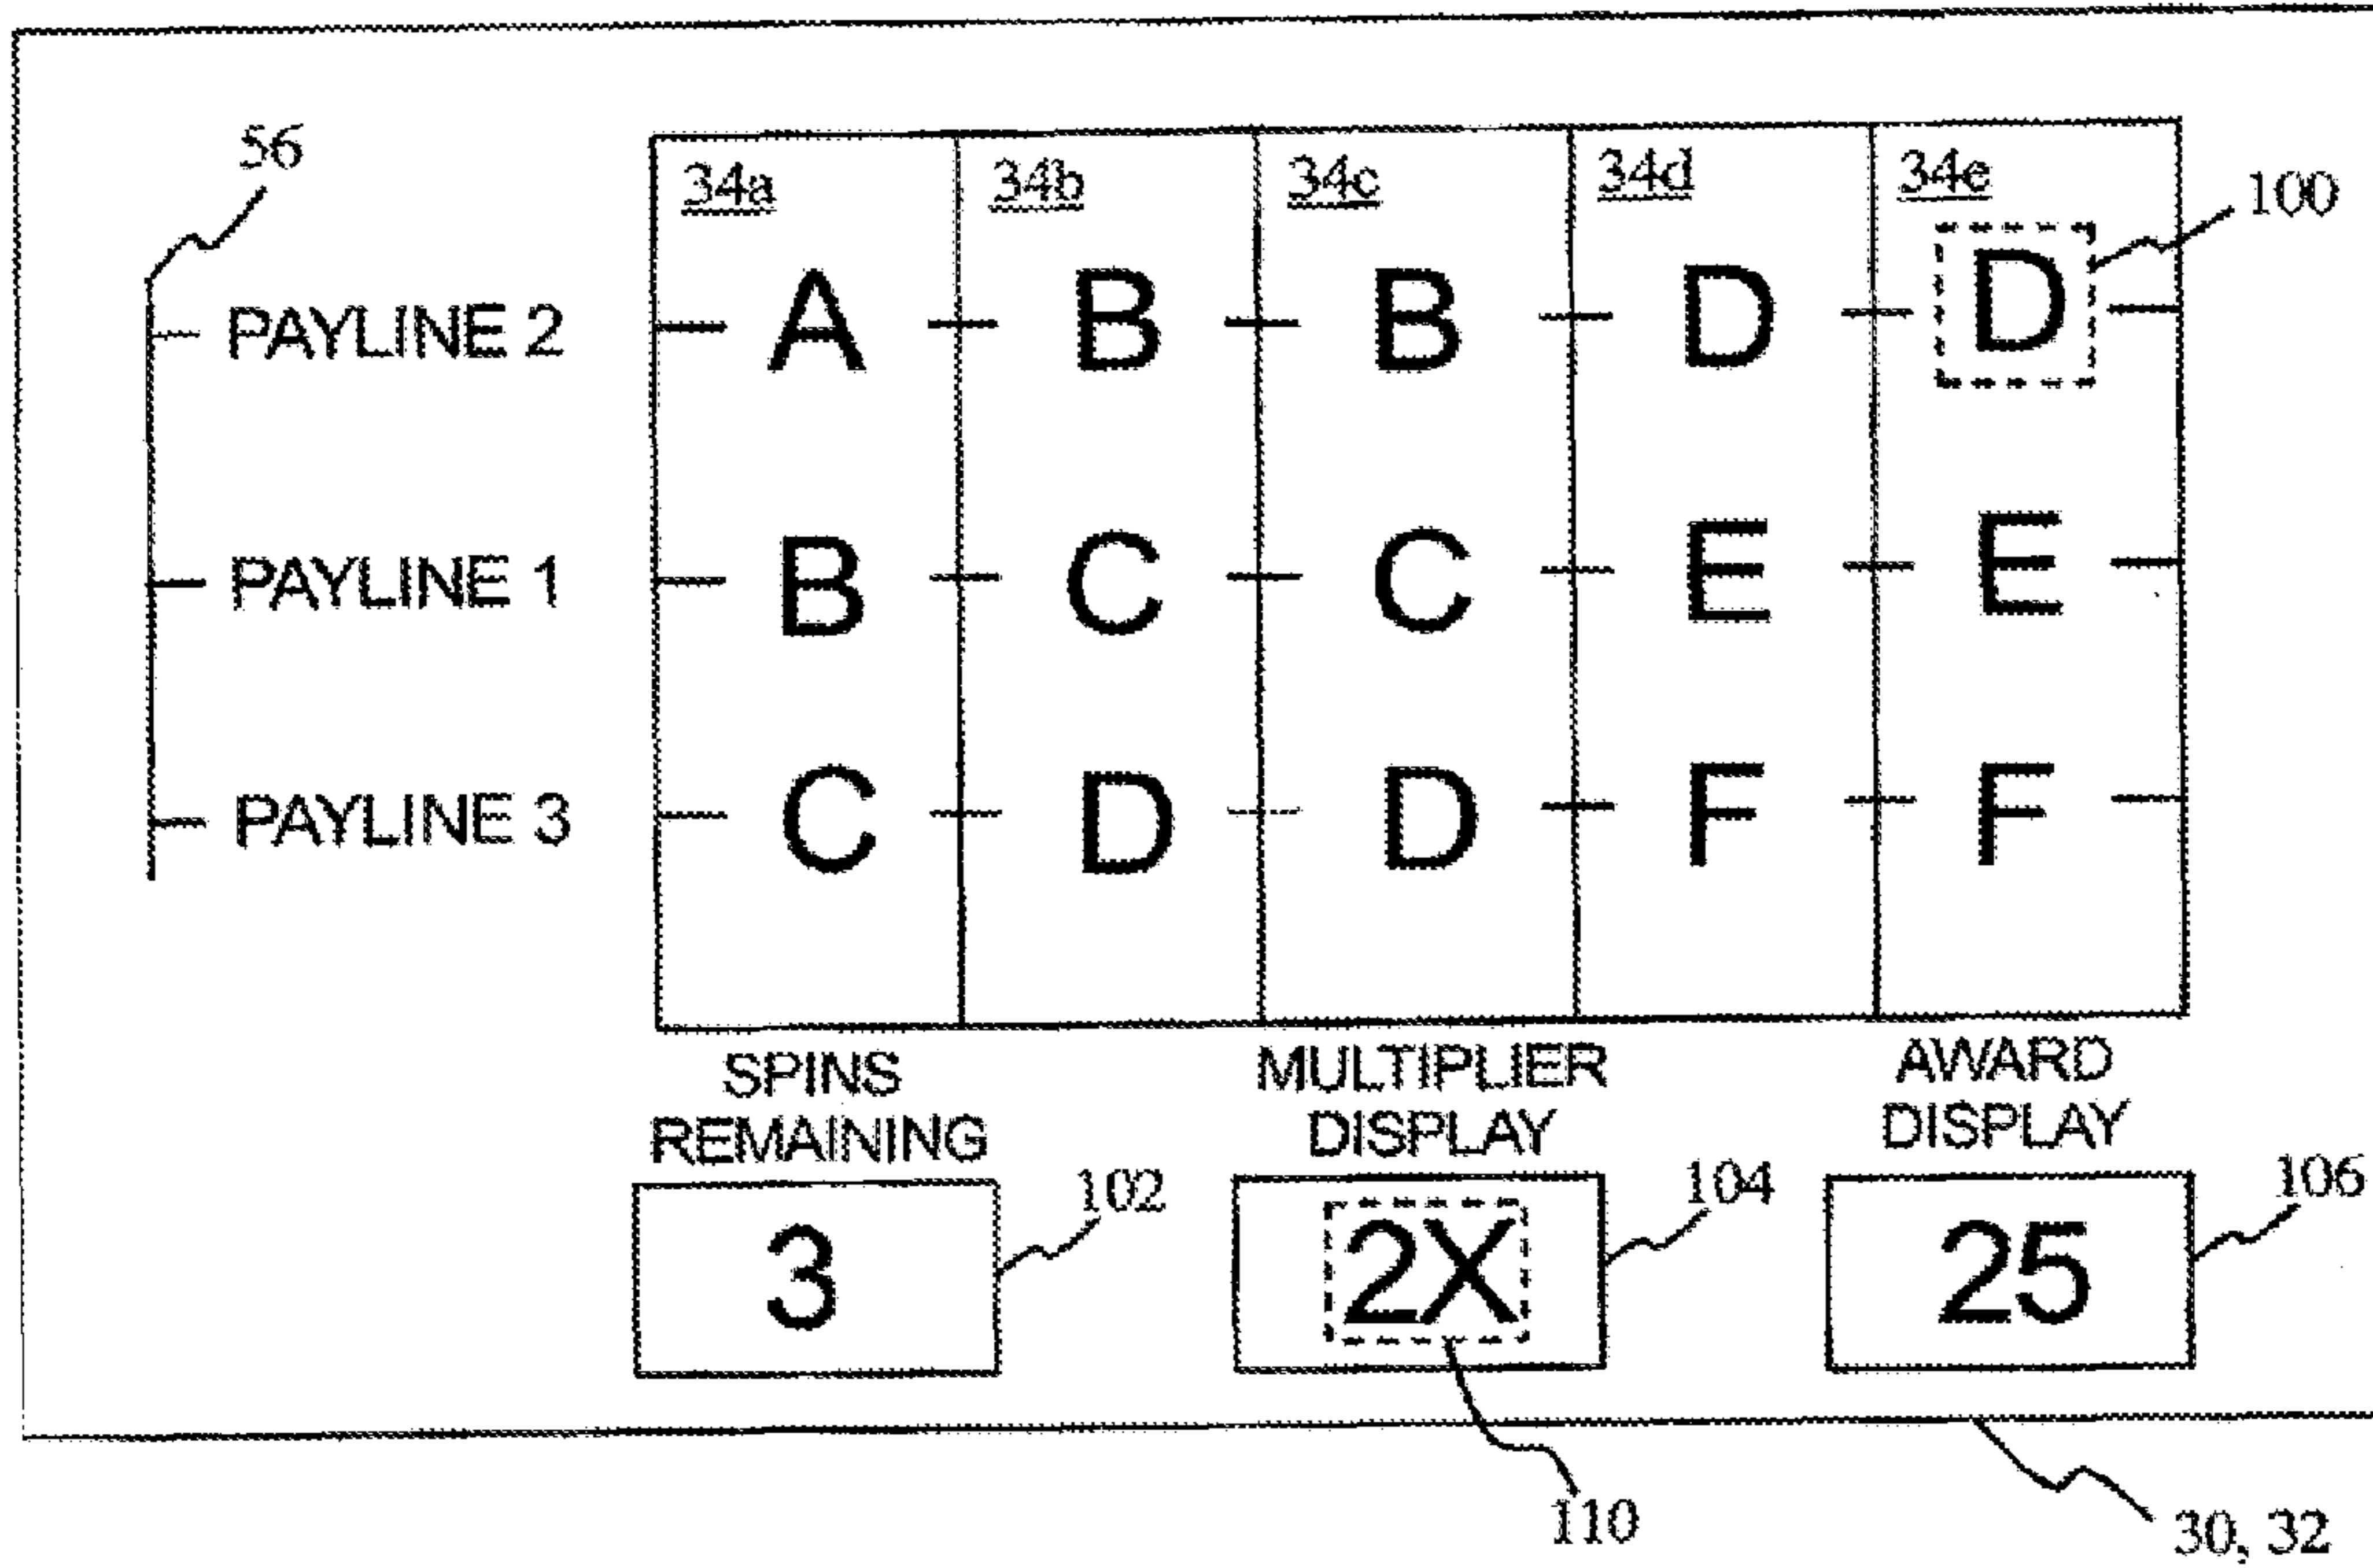 56
34a 34b 34c 34d 34e
100
PAYLINE 2 A B B D D
PAYLINE 1 B C C E E
PAYLINE 3 C D D F F
SPINS REMAINING
MULTIPLIER DISPLAY
AWARD DISPLAY
3 102
2X 104
25 106
110
30, 32